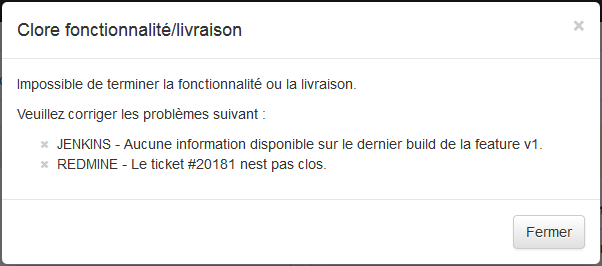 Clore fonctionnalité/livraison
Impossible de terminer la fonctionnalité ou la livraison.
Veuillez corriger les problèmes suivant :
JENKINS - Aucune information disponible sur le dernier build de la feature v1.
REDMINE - Le ticket #20181 nest pas clos.
Fermer